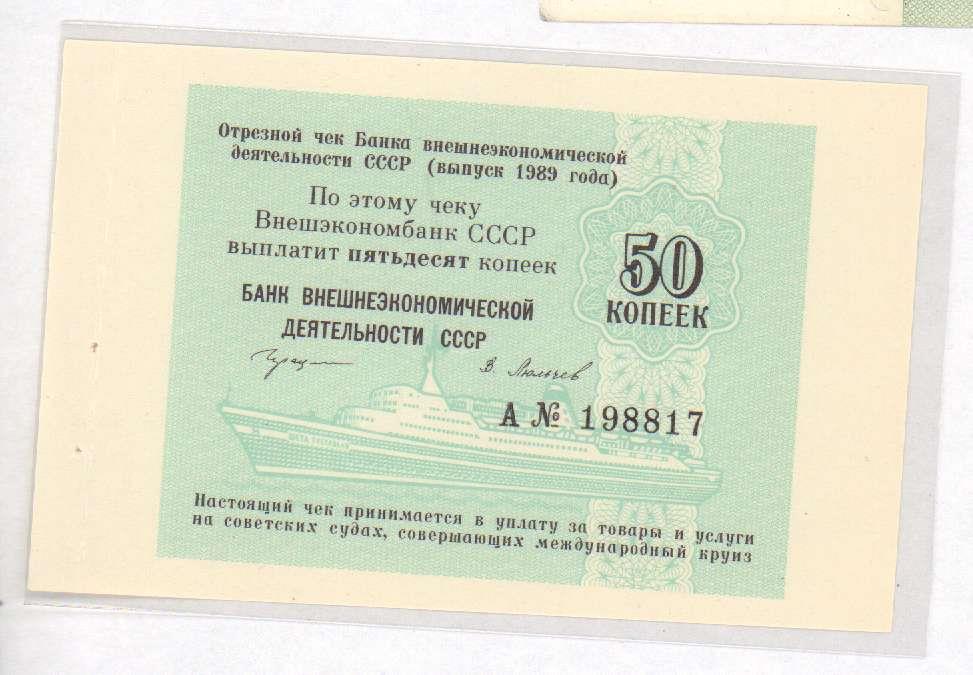 Отрезной чек Банка внешнеэкономической
деятельности СССР (выпуск 1989 года)
По этому чеку
Внешэкономбанк СССР
выплатит пятьдесят копеек
50
КОПЕЕК
БАНК ВНЕШНЕЭКОНОМИЧЕСКОЙ
ДЕЯТЕЛЬНОСТИ СССР
А № 198817
Настоящий чек принимается в уплату за товары и услуги
на советских судах, совершающих международный круиз